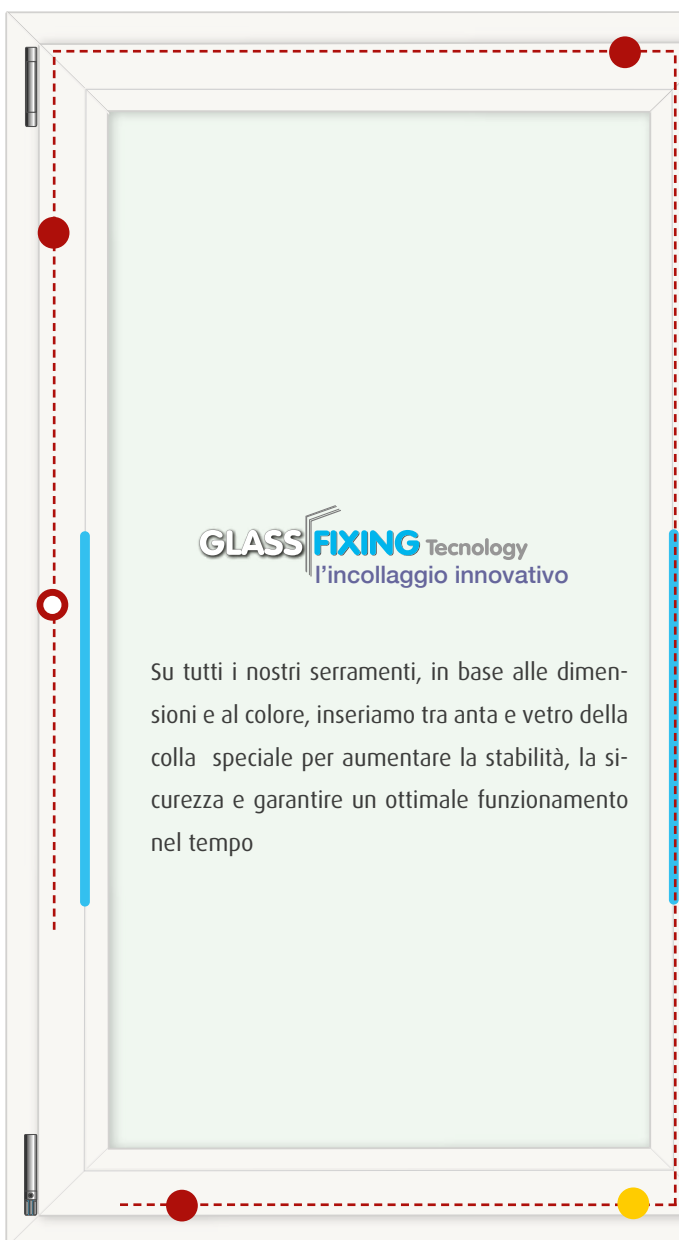 GLASS FIXING Tecnology
l'incollaggio innovativo
Su tutti i nostri serramenti, in base alle dimen-
sioni e al colore, inseriamo tra anta e vetro della
colla speciale per aumentare la stabilità, la si-
curezza e garantire un ottimale funzionamento
nel tempo